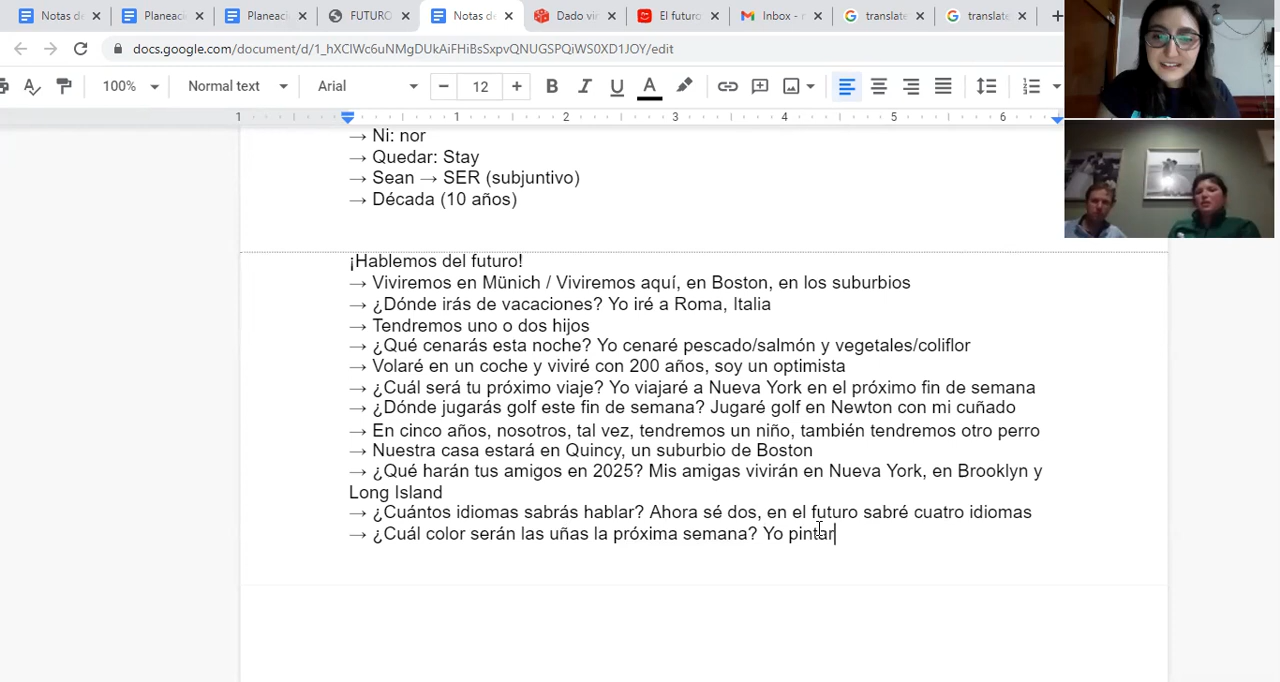 Notas de
Planeaci
Planeaci
FUTURO
Notas de
Dado vir
El futuro
Inbox - r
translate
translate
docs.google.com/document/d/1_hXClWc6uNMgDUkAiFHiBsSxpvQNUGSPQiWS0XD1JOY/edit
100% Normal text Arial 12 B I U A
1 1 2 3 4 5 6
→ Ni: nor
→ Quedar: Stay
→ Sean → SER (subjuntivo)
→ Década (10 años)
¡Hablemos del futuro!
→ Viviremos en Münich / Viviremos aquí, en Boston, en los suburbios
→ ¿Dónde irás de vacaciones? Yo iré a Roma, Italia
→ Tendremos uno o dos hijos
→ ¿Qué cenarás esta noche? Yo cenaré pescado/salmón y vegetales/coliflor
→ Volaré en un coche y viviré con 200 años, soy un optimista
→ ¿Cuál será tu próximo viaje? Yo viajaré a Nueva York en el próximo fin de semana
→ ¿Dónde jugarás golf este fin de semana? Jugaré golf en Newton con mi cuñado
→ En cinco años, nosotros, tal vez, tendremos un niño, también tendremos otro perro
→ Nuestra casa estará en Quincy, un suburbio de Boston
→ ¿Qué harán tus amigos en 2025? Mis amigas vivirán en Nueva York, en Brooklyn y
Long Island
→ ¿Cuántos idiomas sabrás hablar? Ahora sé dos, en el futuro sabré cuatro idiomas
→ ¿Cuál color serán las uñas la próxima semana? Yo pintar